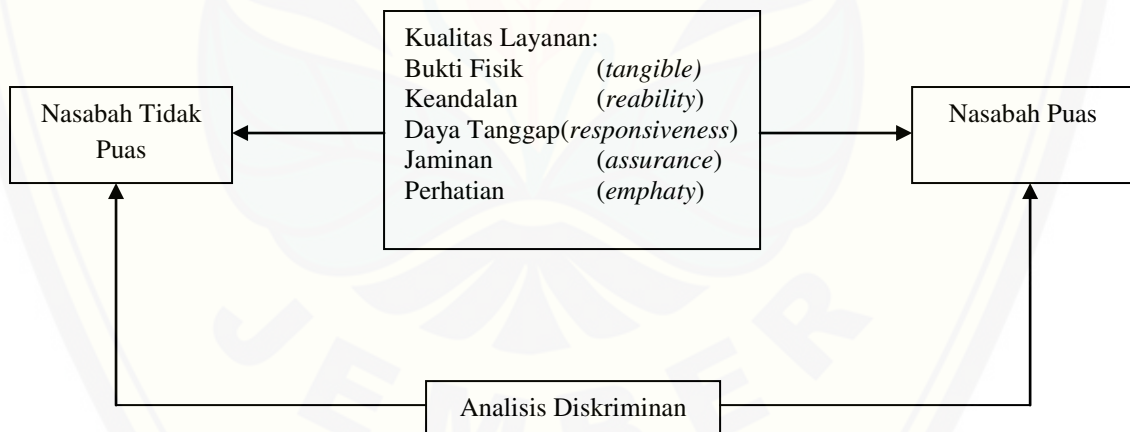 Kualitas Layanan:
Bukti Fisik (tangible)
Keandalan (reability)
Daya Tanggap(responsiveness)
Jaminan (assurance)
Perhatian (emphaty)
Nasabah Tidak
Puas
Nasabah Puas
Analisis Diskriminan
JEMBER